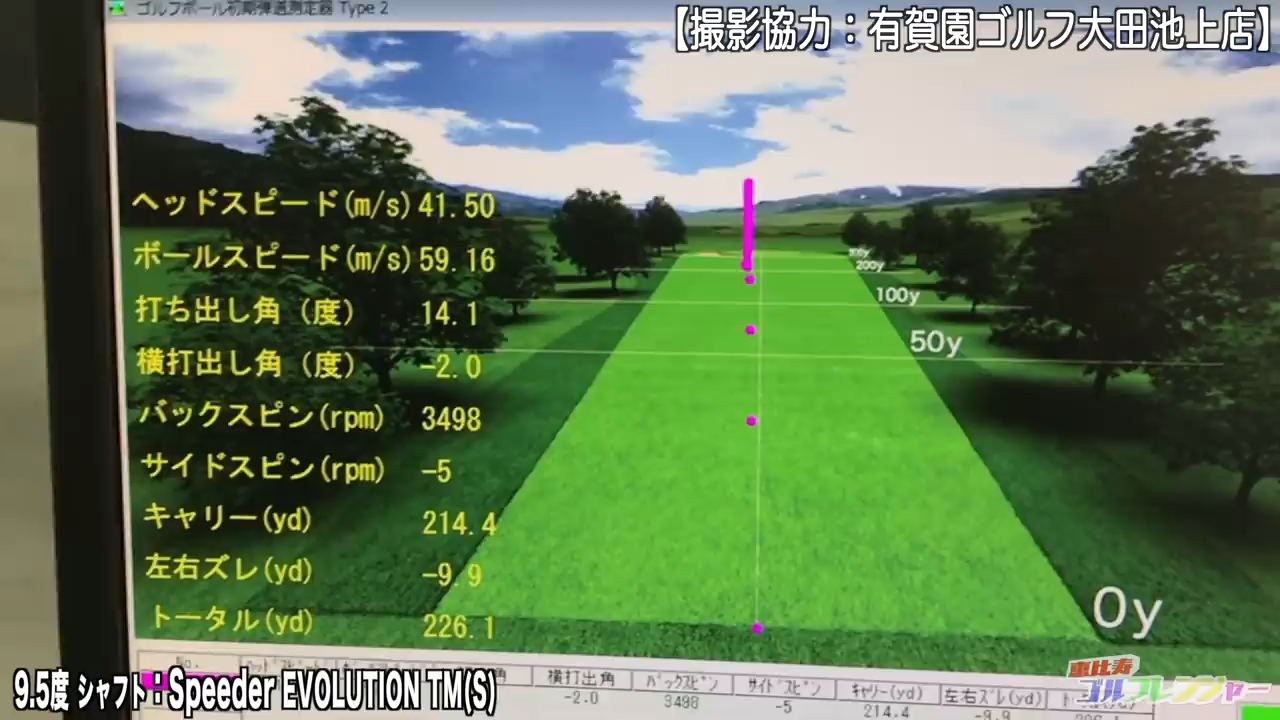 ゴルフボール初期弾道測定器 Type 2
【撮影協力：有賀園ゴルフ大田池上店】
ヘッドスピード(m/s) 41.50
ボールスピード(m/s) 59.16
打ち出し角（度） 14.1
横打出し角（度） -2.0
バックスピン(rpm) 3498
サイドスピン(rpm) -5
キャリー(yd) 214.4
左右ズレ(yd) -9.9
トータル(yd) 226.1
200y
100y
50y
0y
No.
横打出角 バックスピン サイドスピン キャリー(yd) 左右ズレ(yd)
-2.0 3498 -5 214.4 -9.9
9.5度 シャフト：Speeder EVOLUTION TM(S)
恵比寿
ゴルフレンジャー